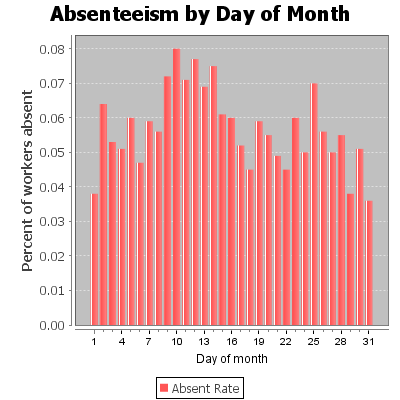 Absenteeism by Day of Month
Percent of workers absent
0.08
0.07
0.06
0.05
0.04
0.03
0.02
0.01
0.00
1 4 7 10 13 16 19 22 25 28 31
Day of month
Absent Rate